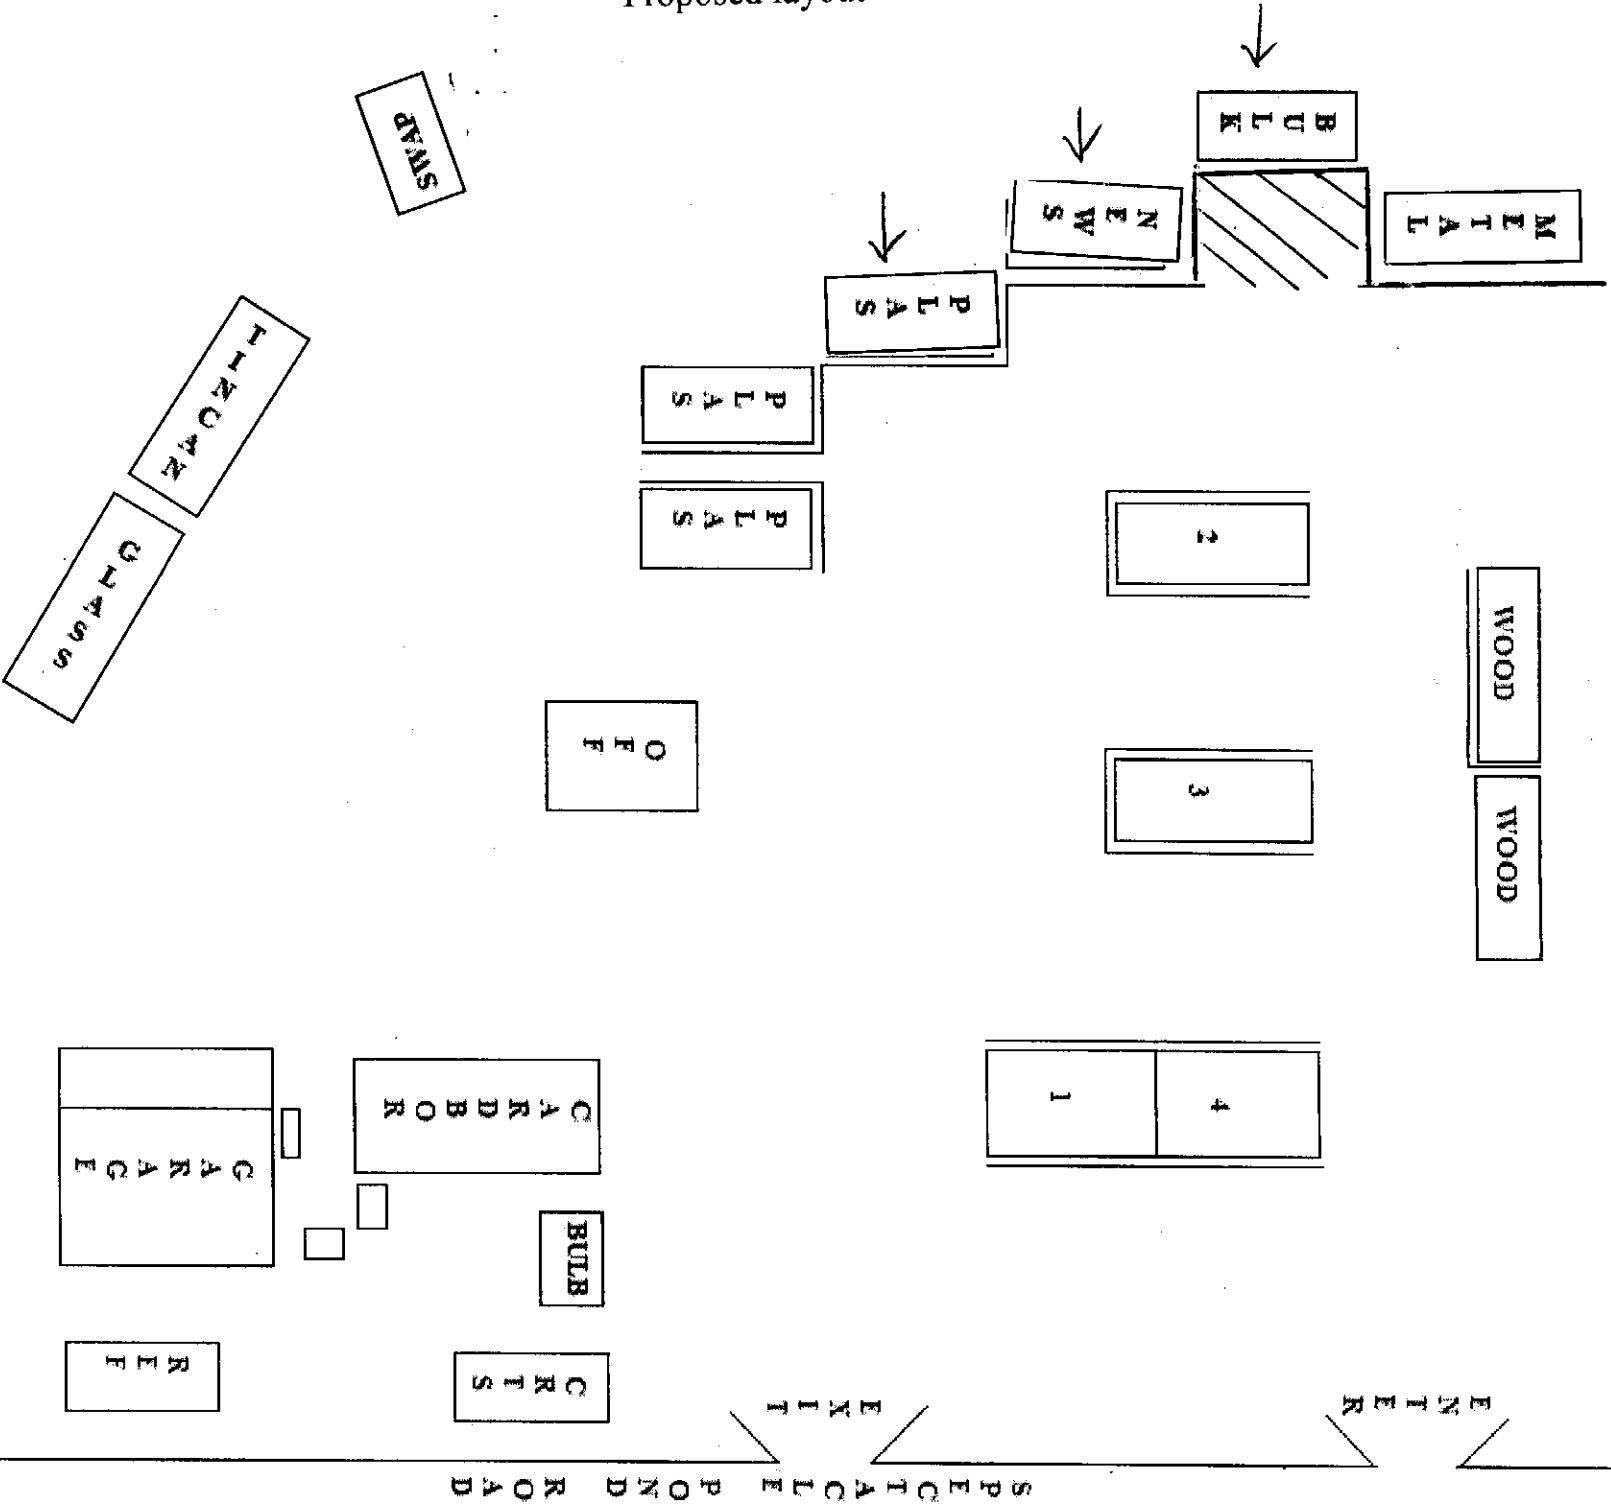 Proposed layout
SWAP
BULK
NEWS
METAL
PLAS
TINCAN
PLAS
PLAS
GLASS
2
WOOD
OFF
3
WOOD
CARDBOR
1
4
GARAGE
BULB
REF
CRTS
EXIT
ENTER
SPECTACLE POND ROAD